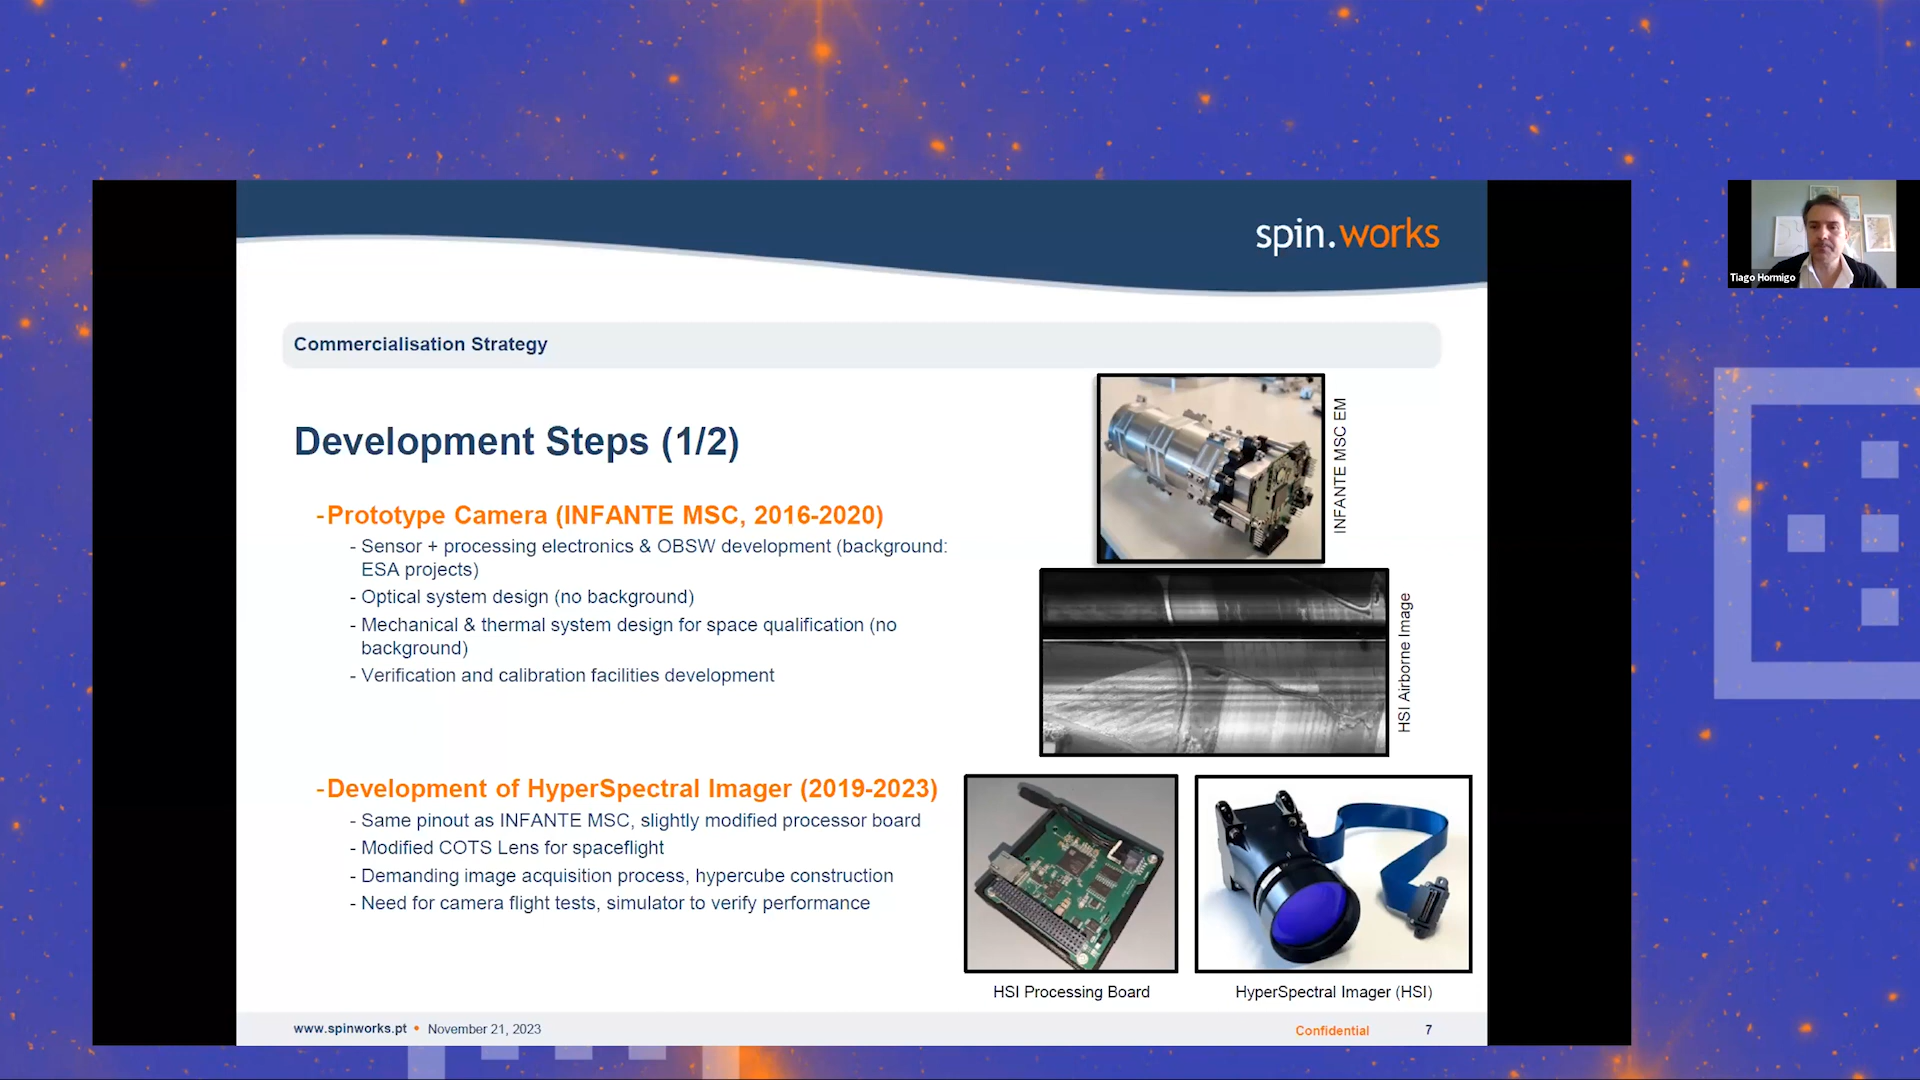 spin.works
Tiago Hormigo
Commercialisation Strategy
Development Steps (1/2)
-Prototype Camera (INFANTE MSC, 2016-2020)
- Sensor + processing electronics & OBSW development (background:
ESA projects)
- Optical system design (no background)
- Mechanical & thermal system design for space qualification (no
background)
- Verification and calibration facilities development
INFANTE MSC EM
HSI Airborne Image
-Development of HyperSpectral Imager (2019-2023)
- Same pinout as INFANTE MSC, slightly modified processor board
- Modified COTS Lens for spaceflight
- Demanding image acquisition process, hypercube construction
- Need for camera flight tests, simulator to verify performance
HSI Processing Board
HyperSpectral Imager (HSI)
www.spinworks.pt • November 21, 2023
Confidential
7